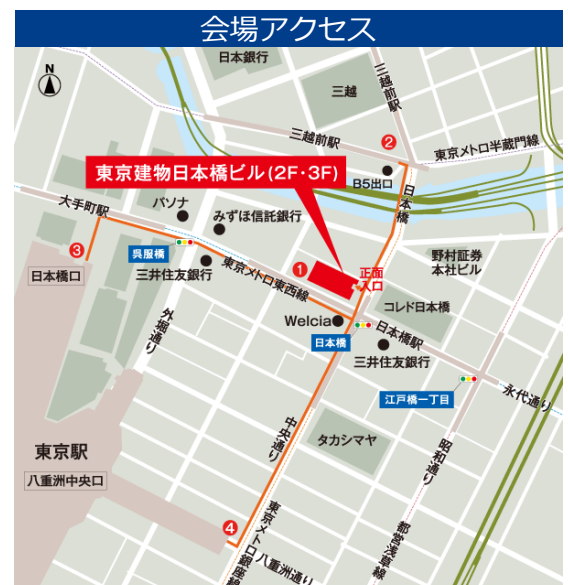 会場アクセス
日本銀行
N
三越
三越前駅
三越前駅
2
東京メトロ半蔵門線
B5出口
東京建物日本橋ビル(2F・3F)
日本橋
大手町駅
パソナ
みずほ信託銀行
3
呉服橋
日本橋口
三井住友銀行
東京メトロ東西線
1
正面
入口
野村証券
本社ビル
コレド日本橋
外堀通り
Welcia
日本橋
日本橋駅
三井住友銀行
江戸橋一丁目
永代通り
中央通り
タカシマヤ
昭和通り
東京駅
八重洲中央口
4
東京メトロ銀座線
八重洲通り
都営浅草線